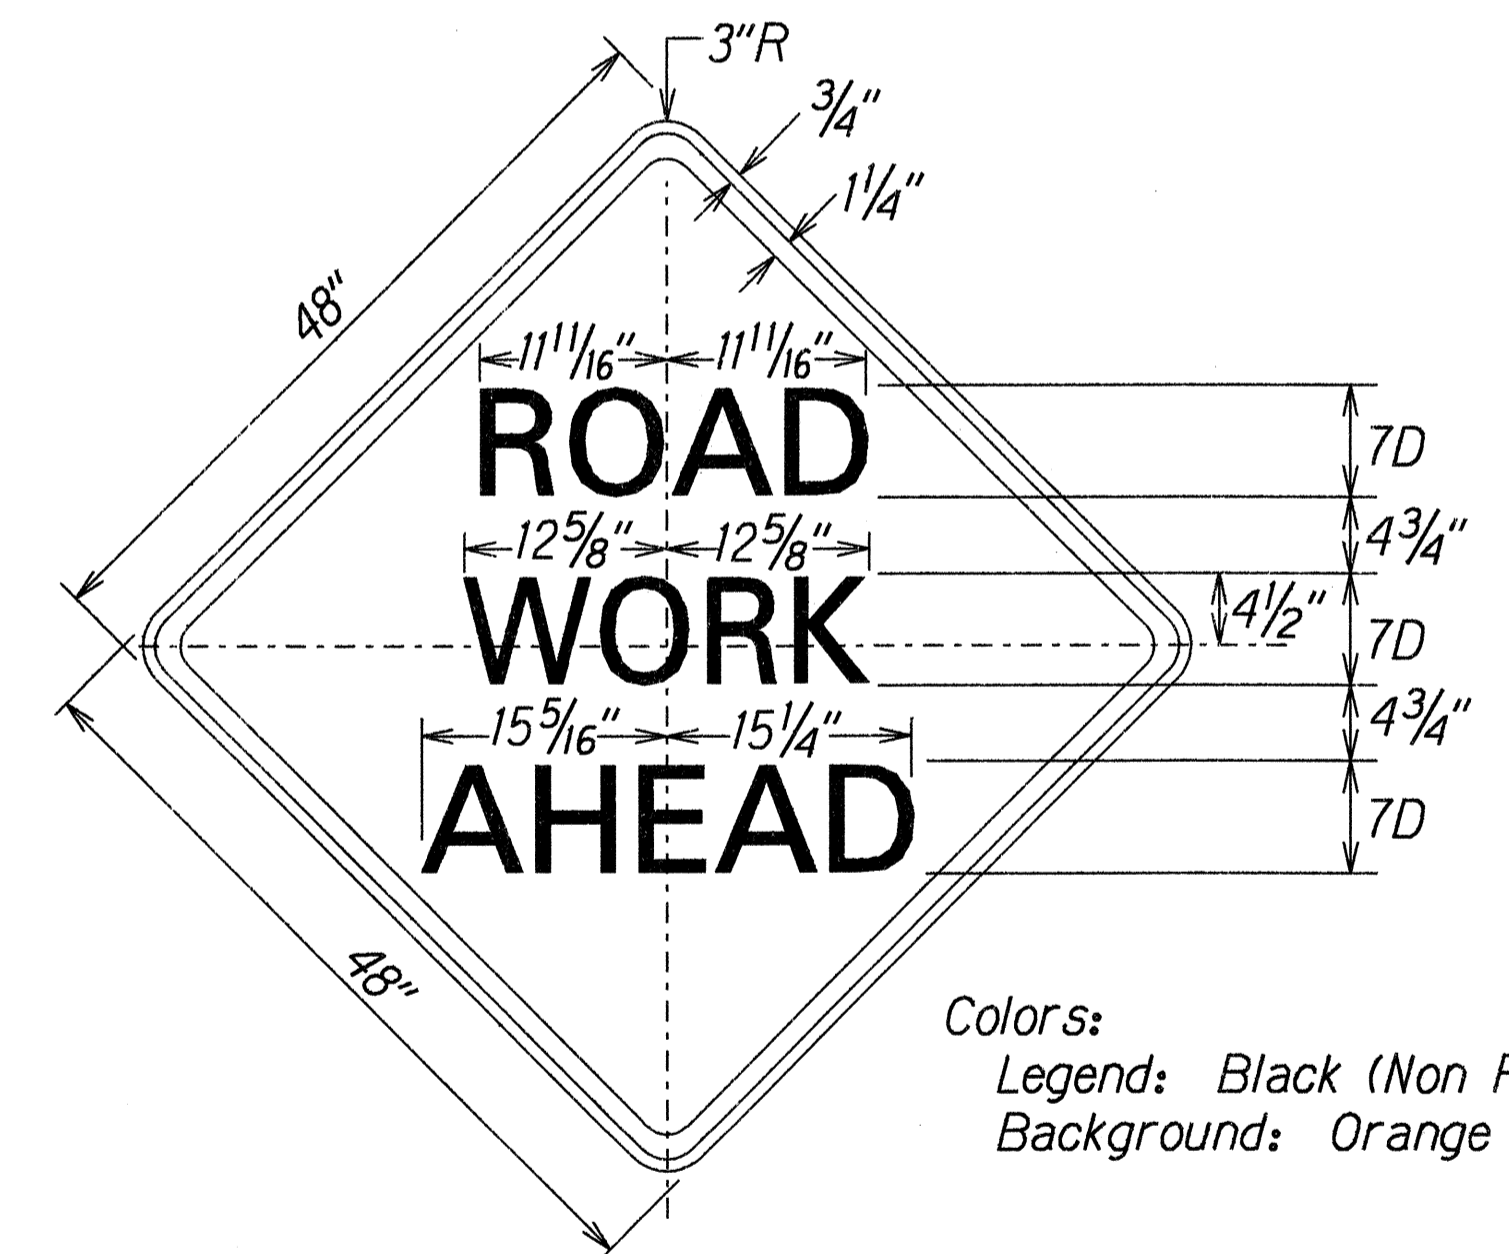 3"R
3/4"
1 1/4"
48"
11 11/16" 11 11/16"
ROAD
7D
12 5/8" 12 5/8"
4 3/4"
WORK
4 1/2"
7D
15 5/16" 15 1/4"
4 3/4"
AHEAD
7D
48"
Colors:
Legend: Black (Non
Background: Orange